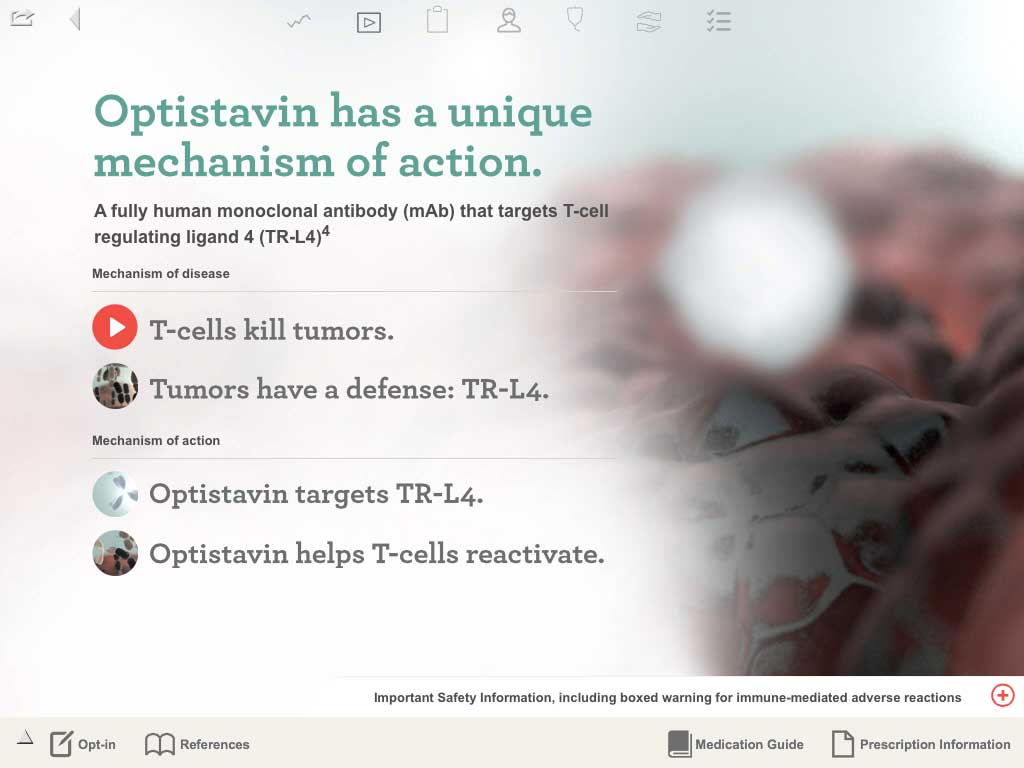 Optistavin has a unique
mechanism of action.
A fully human monoclonal antibody (mAb) that targets T-cell
regulating ligand 4 (TR-L4)4
Mechanism of disease
T-cells kill tumors.
Tumors have a defense: TR-L4.
Mechanism of action
Optistavin targets TR-L4.
Optistavin helps T-cells reactivate.
Important Safety Information, including boxed warning for immune-mediated adverse reactions
Opt-in
References
Medication Guide
Prescription Information